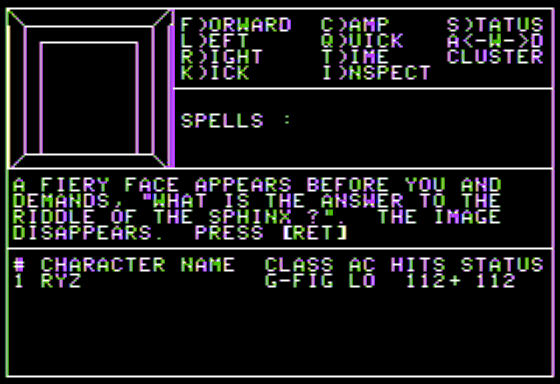 F)ORWARD C)AMP S)TATUS
L)EFT Q)UICK A<-W->D
R)IGHT T)IME CLUSTER
K)ICK I)NSPECT
SPELLS :
A FIERY FACE APPEARS BEFORE YOU AND
DEMANDS, "WHAT IS THE ANSWER TO THE
RIDDLE OF THE SPHINX ?". THE IMAGE
DISAPPEARS. PRESS [RET]
# CHARACTER NAME CLASS AC HITS STATUS
1 RYZ G-FIG LO 112+ 112